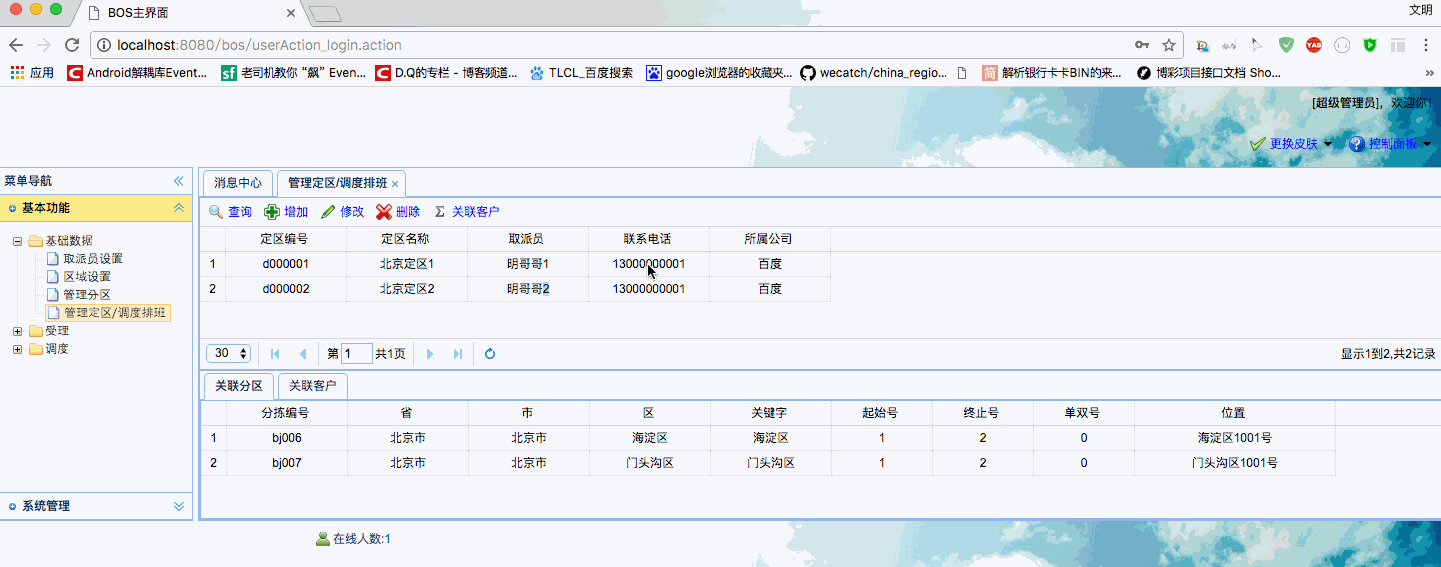 BOS主界面
文明
localhost:8080/bos/userAction_login.action
应用 Android解耦库Event... 老司机教你“飙”Even... D.Q的专栏 - 博客频道... TLCL_百度搜索 google浏览器的收藏夹... wecatch/china_regio... 解析银行卡卡BIN的来... 博彩项目接口文档 Sho...
[超级管理员],欢迎你!
更换皮肤 控制面板
菜单导航
基本功能
基础数据
取派员设置
区域设置
管理分区
管理定区/调度排班
受理
调度
系统管理
消息中心 管理定区/调度排班
查询 增加 修改 删除 Σ 关联客户
定区编号 定区名称 取派员 联系电话 所属公司
1 d000001 北京定区1 明哥哥1 13000000001 百度
2 d000002 北京定区2 明哥哥2 13000000001 百度
30 第 1 共1页 显示1到2,共2记录
关联分区 关联客户
分拣编号 省 市 区 关键字 起始号 终止号 单双号 位置
1 bj006 北京市 北京市 海淀区 海淀区 1 2 0 海淀区1001号
2 bj007 北京市 北京市 门头沟区 门头沟区 1 2 0 门头沟区1001号
在线人数:1